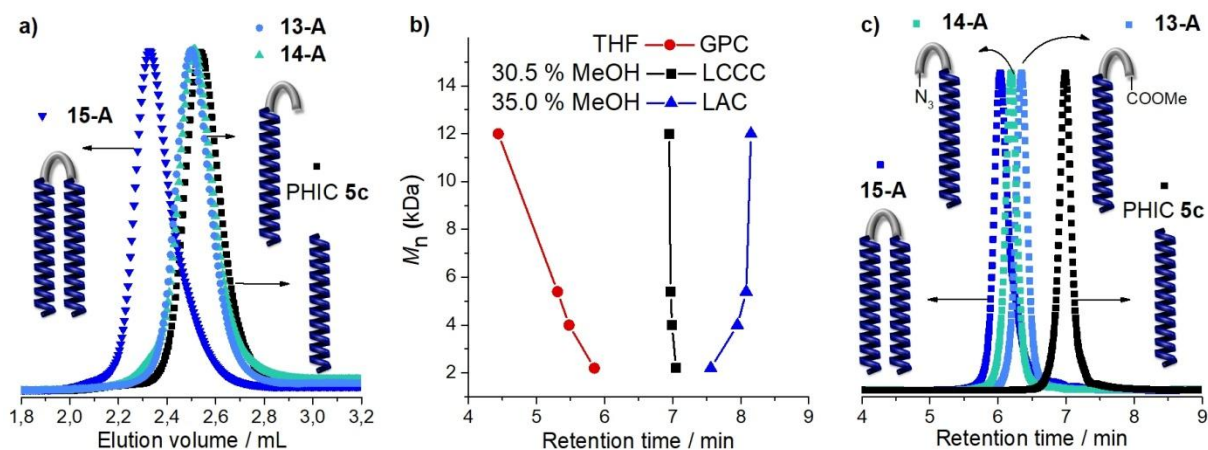 a)
13-A
14-A
15-A
PHIC 5c
1,8 2,0 2,2 2,4 2,6 2,8 3,0 3,2
Elution volume / mL
b)
THF GPC
30.5 % MeOH LCCC
35.0 % MeOH LAC
14
12
10
8
6
4
2
Mn (kDa)
4 5 6 7 8 9
Retention time / min
c)
14-A
13-A
N3
COOMe
15-A
PHIC 5c
4 5 6 7 8 9
Retention time / min